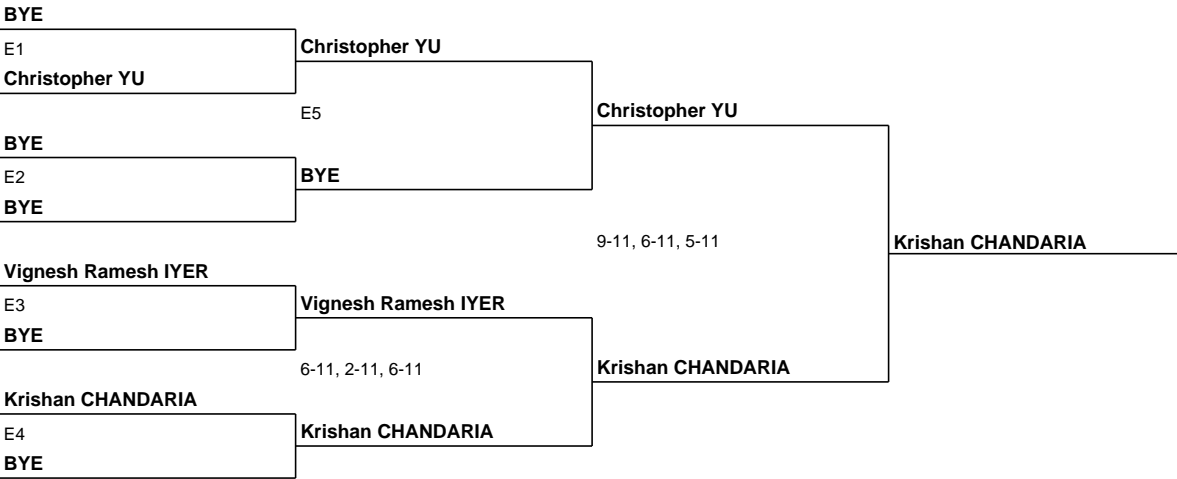 BYE
E1
Christopher YU
Christopher YU
E5
BYE
E2
BYE
BYE
Christopher YU
Vignesh Ramesh IYER
E3
BYE
Vignesh Ramesh IYER
6-11, 2-11, 6-11
Krishan CHANDARIA
E4
BYE
Krishan CHANDARIA
Krishan CHANDARIA
9-11, 6-11, 5-11
Krishan CHANDARIA